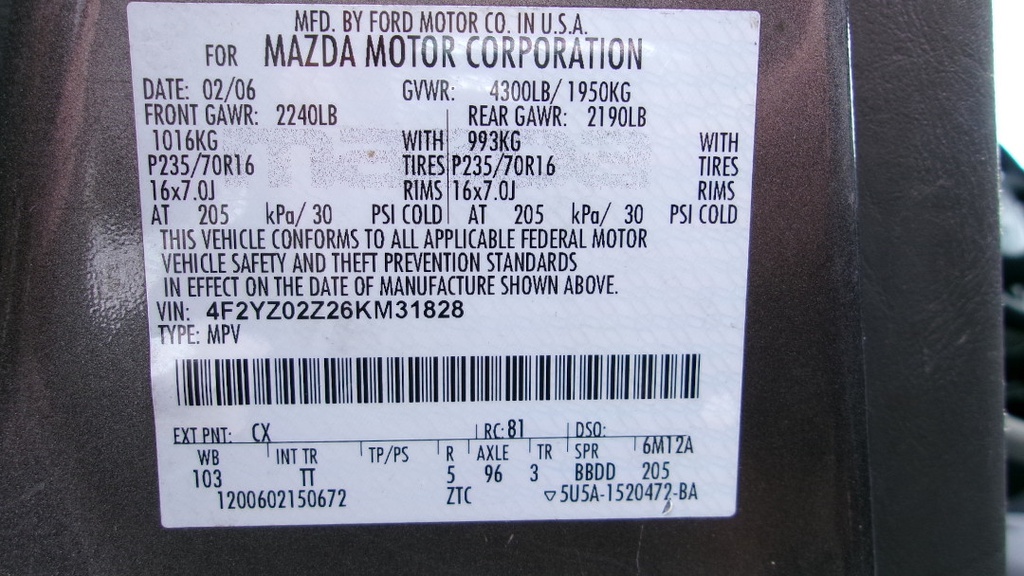 MFD. BY FORD MOTOR CO. IN U.S.A.
FOR MAZDA MOTOR CORPORATION
DATE: 02/06 GVWR: 4300LB/ 1950KG
FRONT GAWR: 2240LB REAR GAWR: 2190LB
1016KG WITH 993KG WITH
P235/70R16 TIRES P235/70R16 TIRES
16x7.0J RIMS 16x7.0J RIMS
AT 205 kPa/ 30 PSI COLD AT 205 kPa/ 30 PSI COLD
THIS VEHICLE CONFORMS TO ALL APPLICABLE FEDERAL MOTOR
VEHICLE SAFETY AND THEFT PREVENTION STANDARDS
IN EFFECT ON THE DATE OF MANUFACTURE SHOWN ABOVE.
VIN: 4F2YZ02Z26KM31828
TYPE: MPV
EXT PNT: CX RC: 81 DSO:
WB INT TR TP/PS R AXLE TR SPR 6M12A
103 TT 5 96 3 BBDD 205
1200602150672 ZTC ▽5U5A-1520472-BA